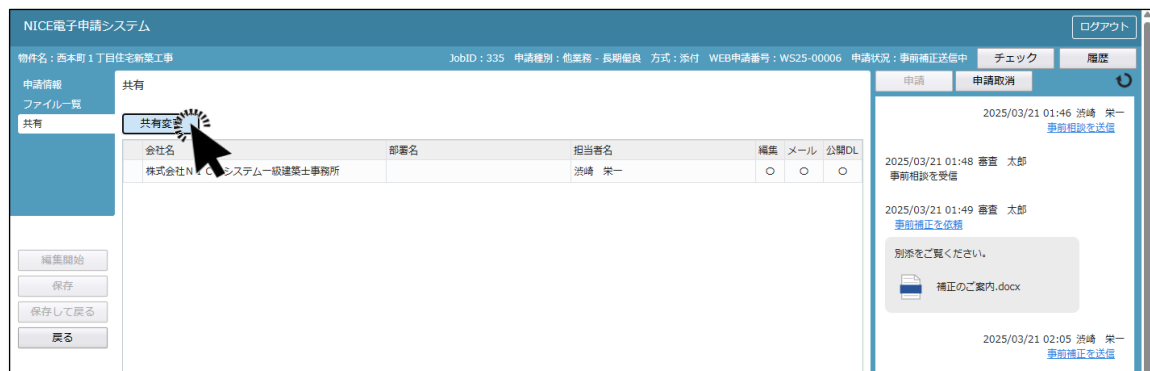 NICE電子申請システム
ログアウト
物件名：西本町１丁目住宅新築工事
JobID：335 申請種別：他業務 - 長期優良 方式：添付 WEB申請番号：WS25-00006 申請状況：事前補正送信中
チェック
履歴
申請情報
ファイル一覧
共有
共有
共有変
会社名 部署名 担当者名 編集 メール 公開DL
株式会社ＮＩＣ システム一級建築士事務所 渋崎 栄一 ○ ○ ○
編集開始
保存
保存して戻る
戻る
申請
申請取消
2025/03/21 01:46 渋崎 栄一
事前相談を送信
2025/03/21 01:48 審査 太郎
事前相談を受信
2025/03/21 01:49 審査 太郎
事前補正を依頼
別添をご覧ください。
補正のご案内.docx
2025/03/21 02:05 渋崎 栄一
事前補正を送信